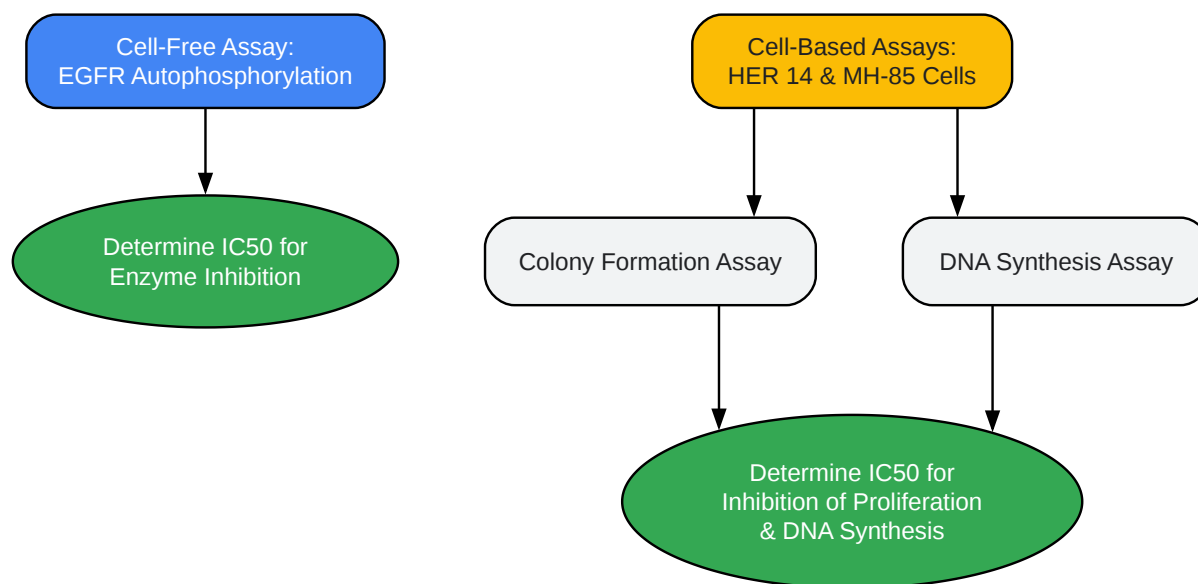 Cell-Free Assay:
EGFR Autophosphorylation
Determine IC50 for
Enzyme Inhibition
Cell-Based Assays:
HER 14 & MH-85 Cells
Colony Formation Assay
DNA Synthesis Assay
Determine IC50 for
Inhibition of Proliferation
& DNA Synthesis